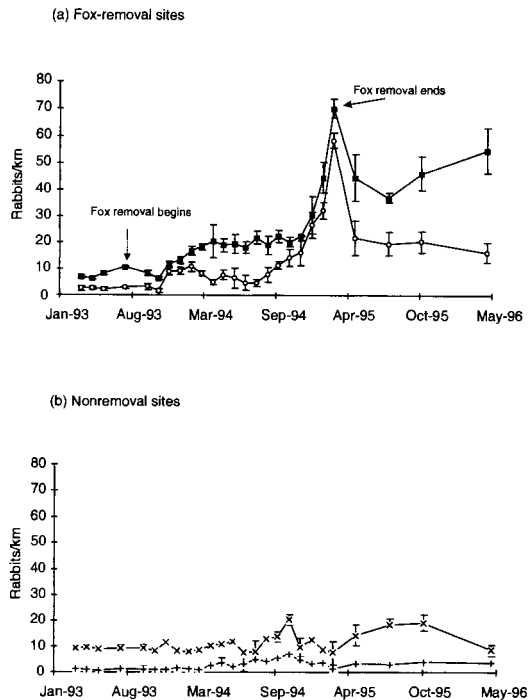 (a) Fox-removal sites
80
70
60
50
40
30
20
10
0
Rabbits/km
Fox removal begins
Fox removal ends
Jan-93 Aug-93 Mar-94 Sep-94 Apr-95 Oct-95 May-96
(b) Nonremoval sites
80
70
60
50
40
30
20
10
0
Rabbits/km
Jan-93 Aug-93 Mar-94 Sep-94 Apr-95 Oct-95 May-96